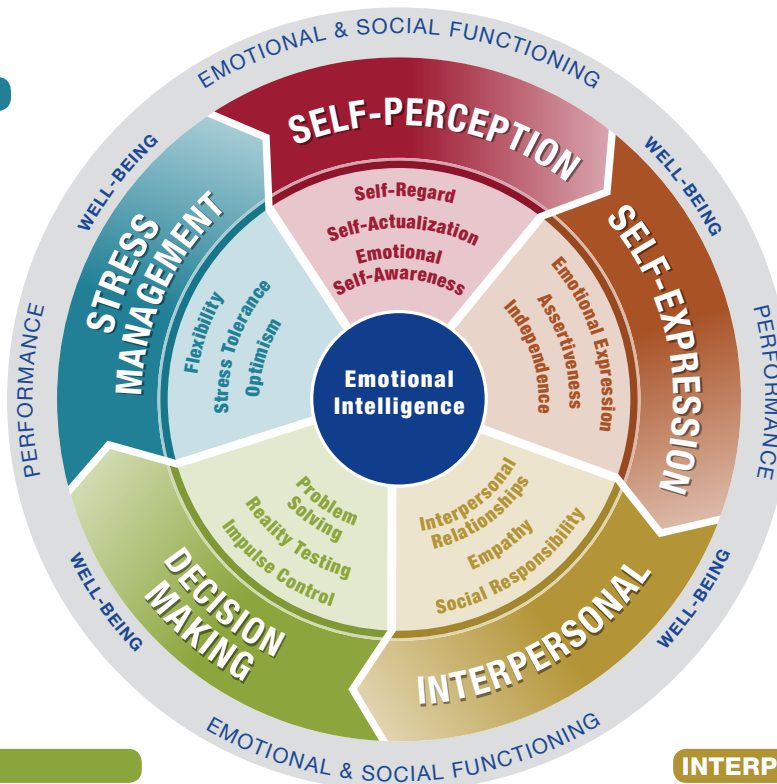 EMOTIONAL & SOCIAL FUNCTIONING
WELL-BEING
WELL-BEING
PERFORMANCE
PERFORMANCE
SELF-PERCEPTION
Self-Regard
Self-Actualization
Emotional
Self-Awareness
SELF-EXPRESSION
Emotional Expression
Assertiveness
Independence
STRESS
MANAGEMENT
Flexibility
Stress Tolerance
Optimism
Emotional
Intelligence
DECISION
MAKING
Problem
Solving
Reality Testing
Impulse Control
INTERPERSONAL
Interpersonal
Relationships
Empathy
Social Responsibility
WELL-BEING
WELL-BEING
EMOTIONAL & SOCIAL FUNCTIONING
INTERP